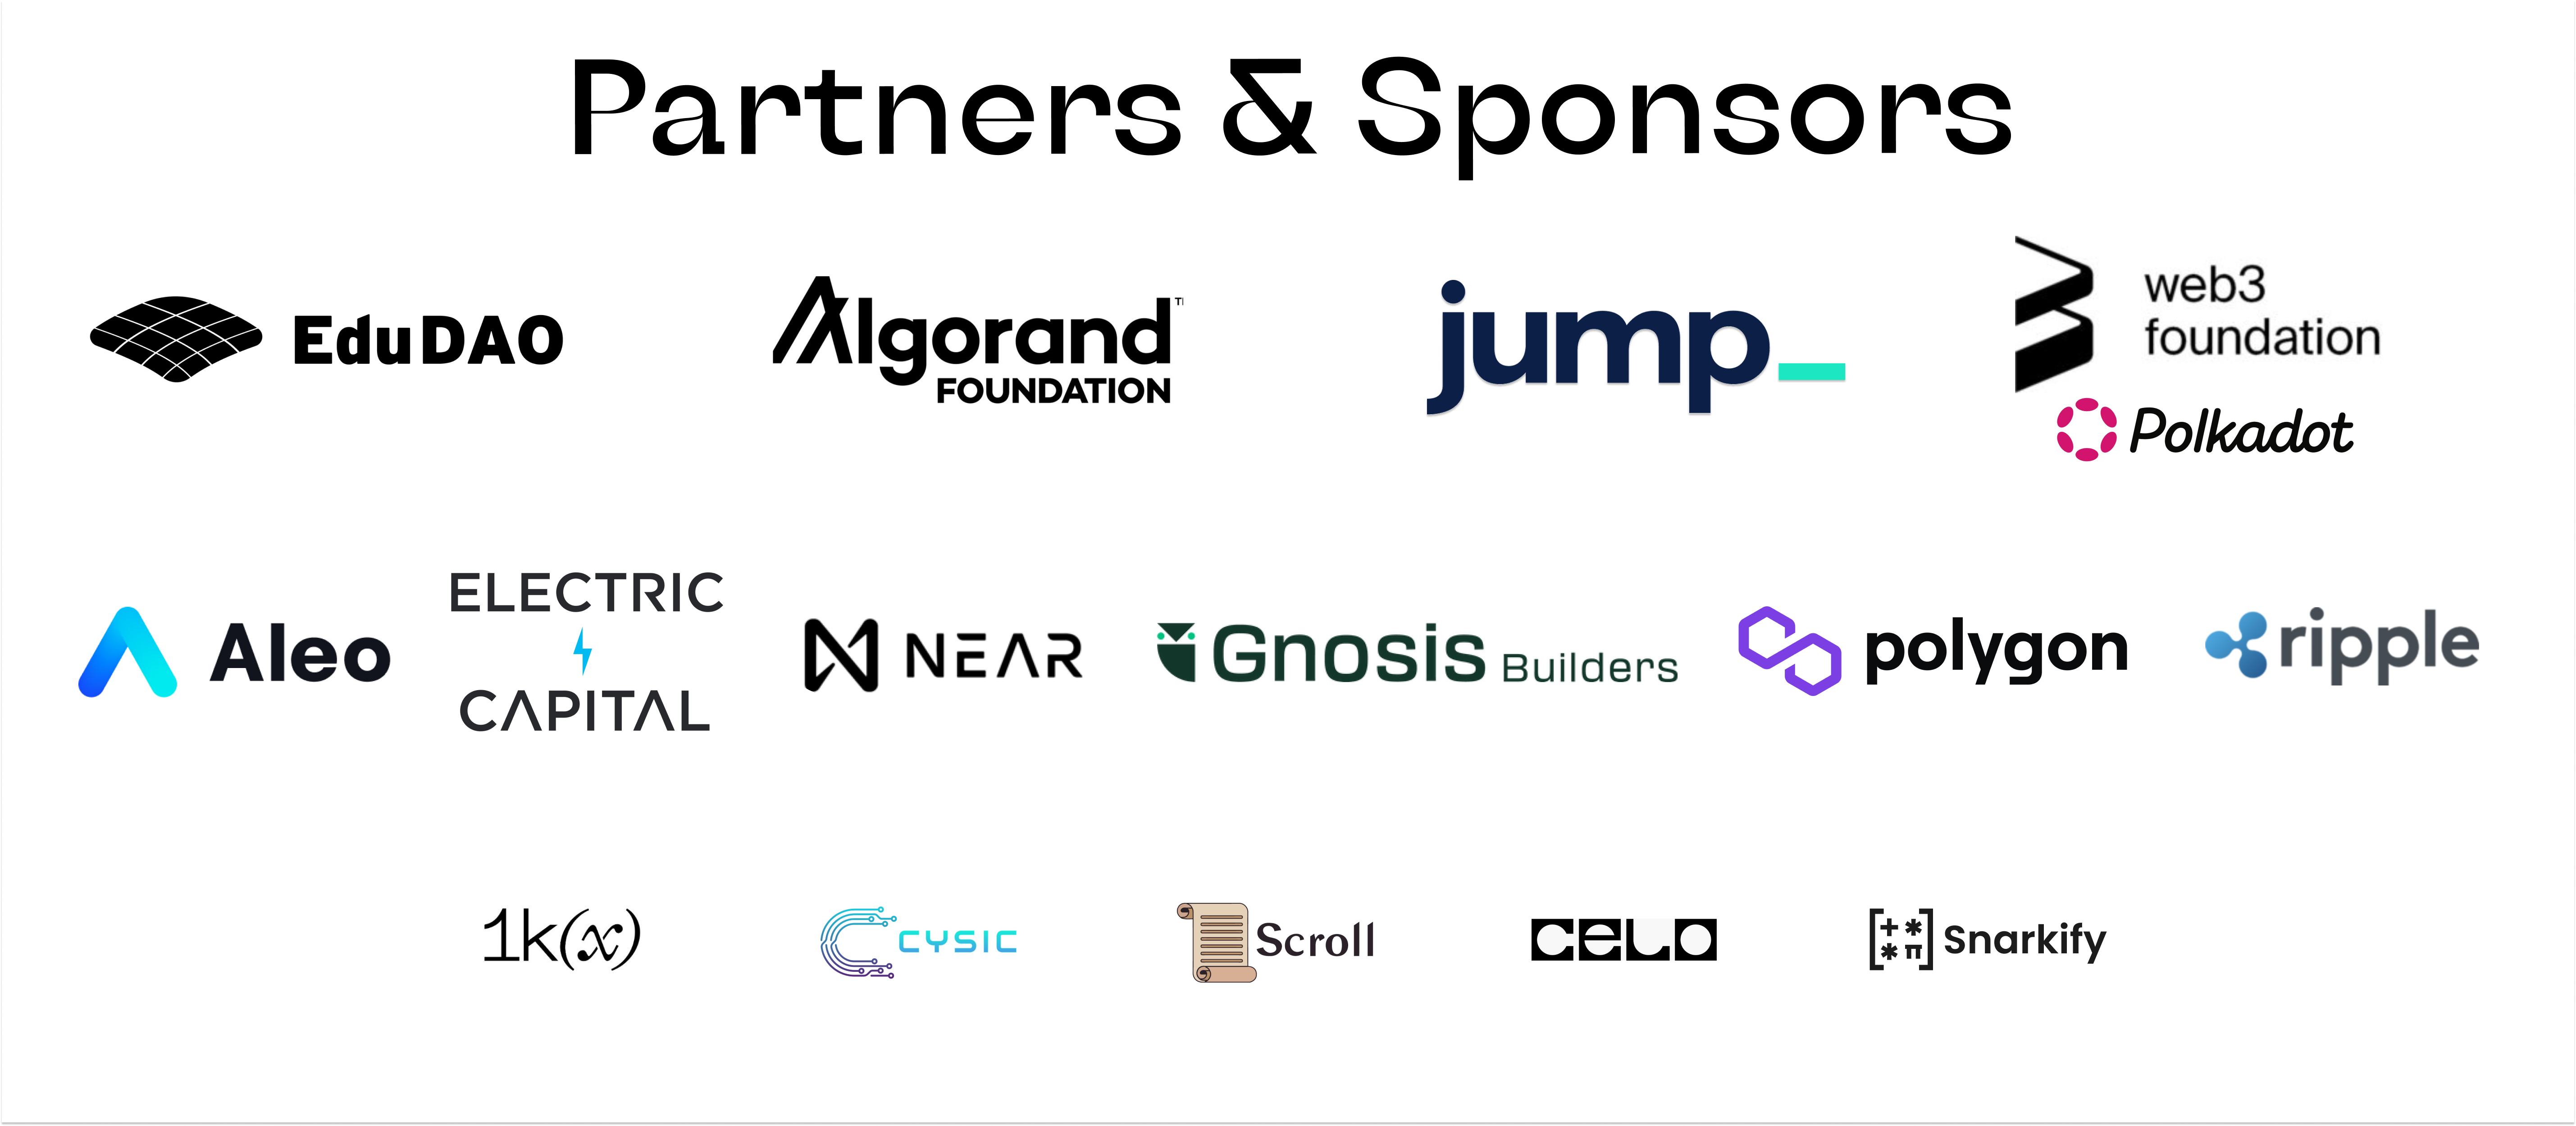 Partners & Sponsors
EduDAO
Algorand
FOUNDATION
jump_
web3
foundation
Polkadot
Aleo
ELECTRIC
CAPITAL
NEAR
Gnosis Builders
polygon
ripple
1k(x)
CYSIC
Scroll
CELO
[+* *π] Snarkify